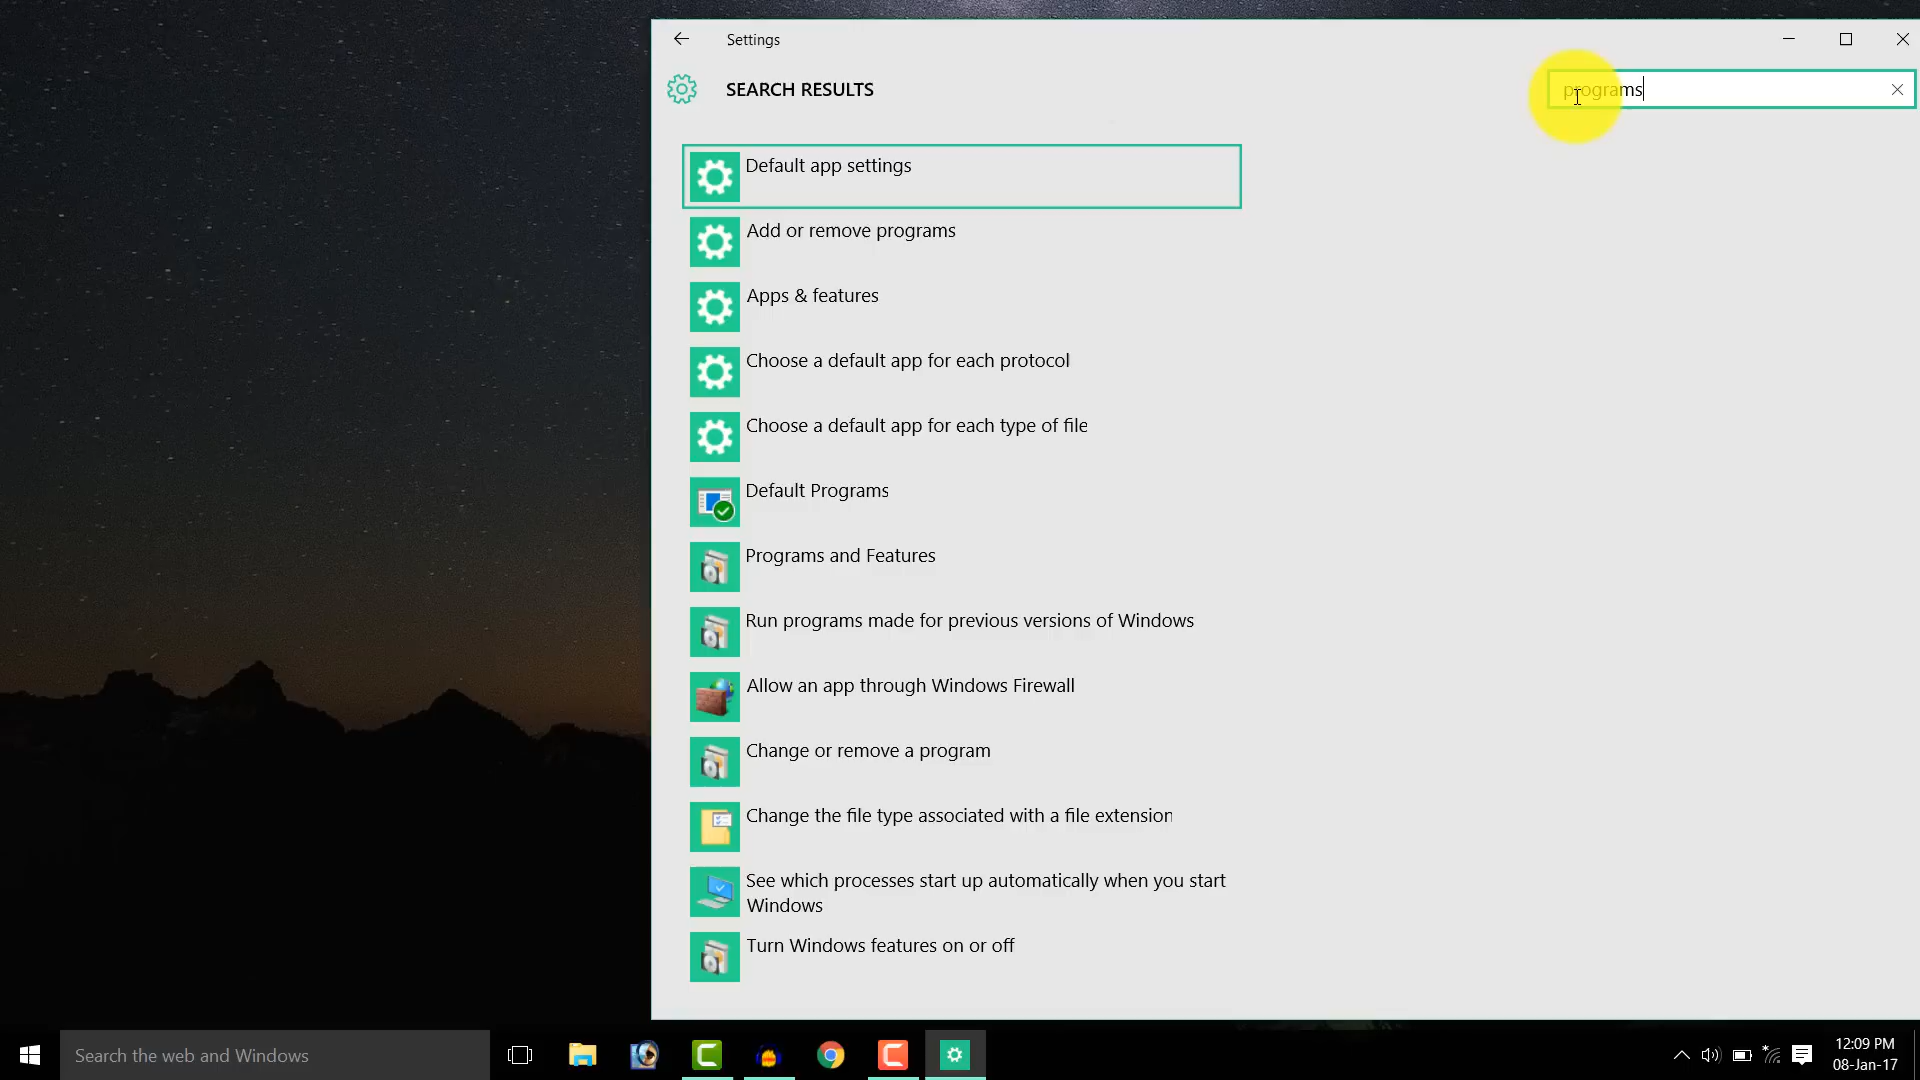 Settings
SEARCH RESULTS
programs
Default app settings
Add or remove programs
Apps & features
Choose a default app for each protocol
Choose a default app for each type of file
Default Programs
Programs and Features
Run programs made for previous versions of Windows
Allow an app through Windows Firewall
Change or remove a program
Change the file type associated with a file extension
See which processes start up automatically when you start
Windows
Turn Windows features on or off
Search the web and Windows
12:09 PM
08-Jan-17